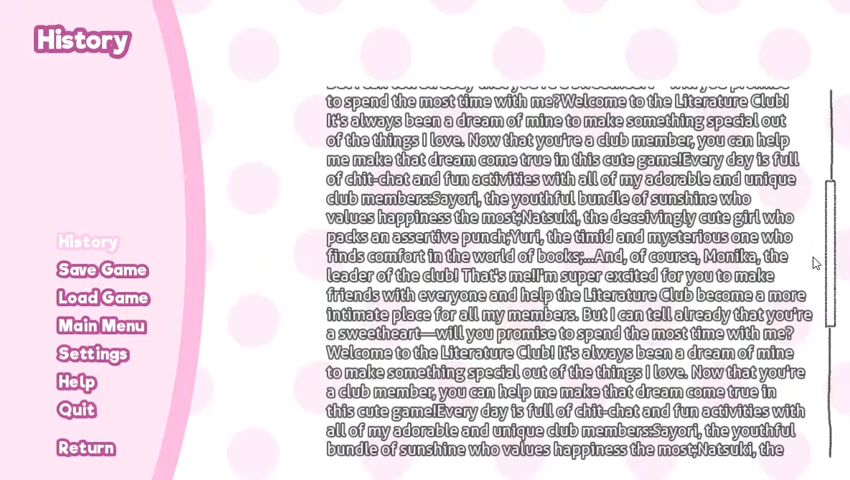 History
to spend the most time with me?Welcome to the Literature Club!
It's always been a dream of mine to make something special out
of the things I love. Now that you're a club member, you can help
me make that dream come true in this cute game!Every day is full
of chit-chat and fun activities with all of my adorable and unique
club members:Sayori, the youthful bundle of sunshine who
values happiness the most;Natsuki, the deceivingly cute girl who
packs an assertive punch;Yuri, the timid and mysterious one who
finds comfort in the world of books;...And, of course, Monika, the
leader of the club! That's me!I'm super excited for you to make
friends with everyone and help the Literature Club become a more
intimate place for all my members. But I can tell already that you're
a sweetheart—will you promise to spend the most time with me?
Welcome to the Literature Club! It's always been a dream of mine
to make something special out of the things I love. Now that you're
a club member, you can help me make that dream come true in
this cute game!Every day is full of chit-chat and fun activities with
all of my adorable and unique club members:Sayori, the youthful
bundle of sunshine who values happiness the most;Natsuki, the
History
Save Game
Load Game
Main Menu
Settings
Help
Quit
Return